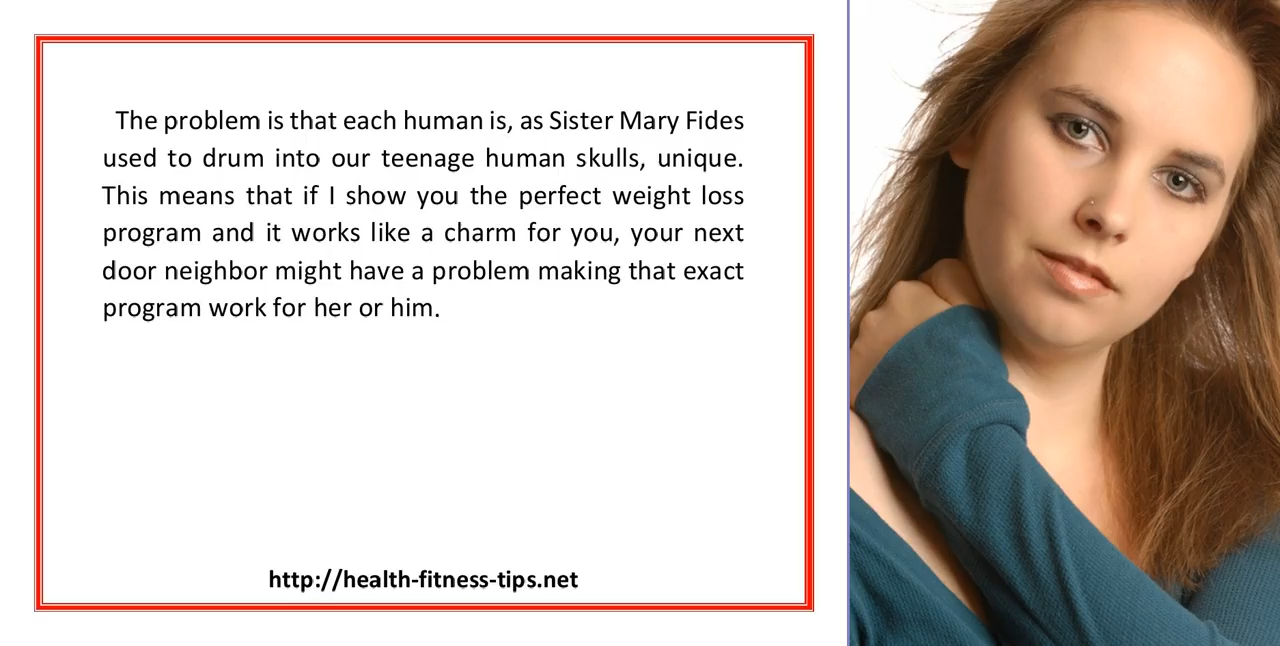 The problem is that each human is, as Sister Mary Fides
used to drum into our teenage human skulls, unique.
This means that if I show you the perfect weight loss
program and it works like a charm for you, your next
door neighbor might have a problem making that exact
program work for her or him.
http://health-fitness-tips.net